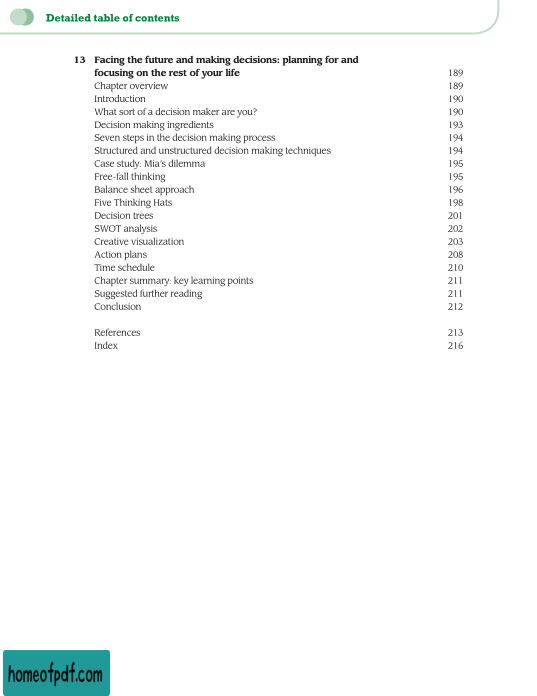 Detailed table of contents
13 Facing the future and making decisions: planning for and
focusing on the rest of your life 189
Chapter overview 189
Introduction 190
What sort of a decision maker are you? 190
Decision making ingredients 193
Seven steps in the decision making process 194
Structured and unstructured decision making techniques 194
Case study: Mia's dilemma 195
Free-fall thinking 195
Balance sheet approach 196
Five Thinking Hats 198
Decision trees 201
SWOT analysis 202
Creative visualization 203
Action plans 208
Time schedule 210
Chapter summary: key learning points 211
Suggested further reading 211
Conclusion 212
References 213
Index 216
homeofpdf.com